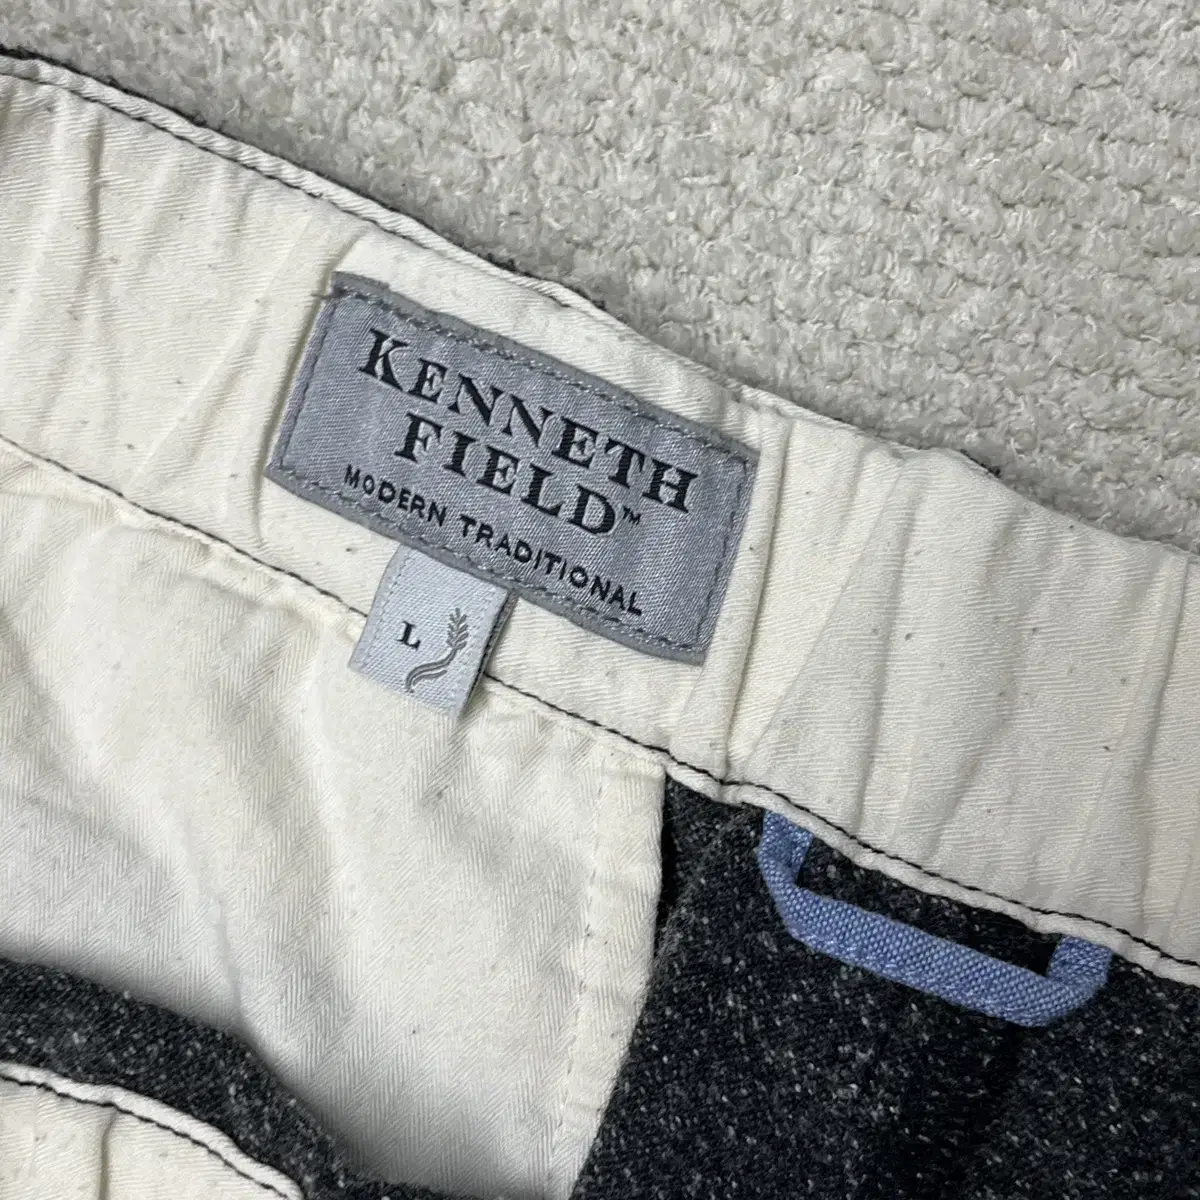 KENNETH
FIELD™
MODERN TRADITIONAL
L